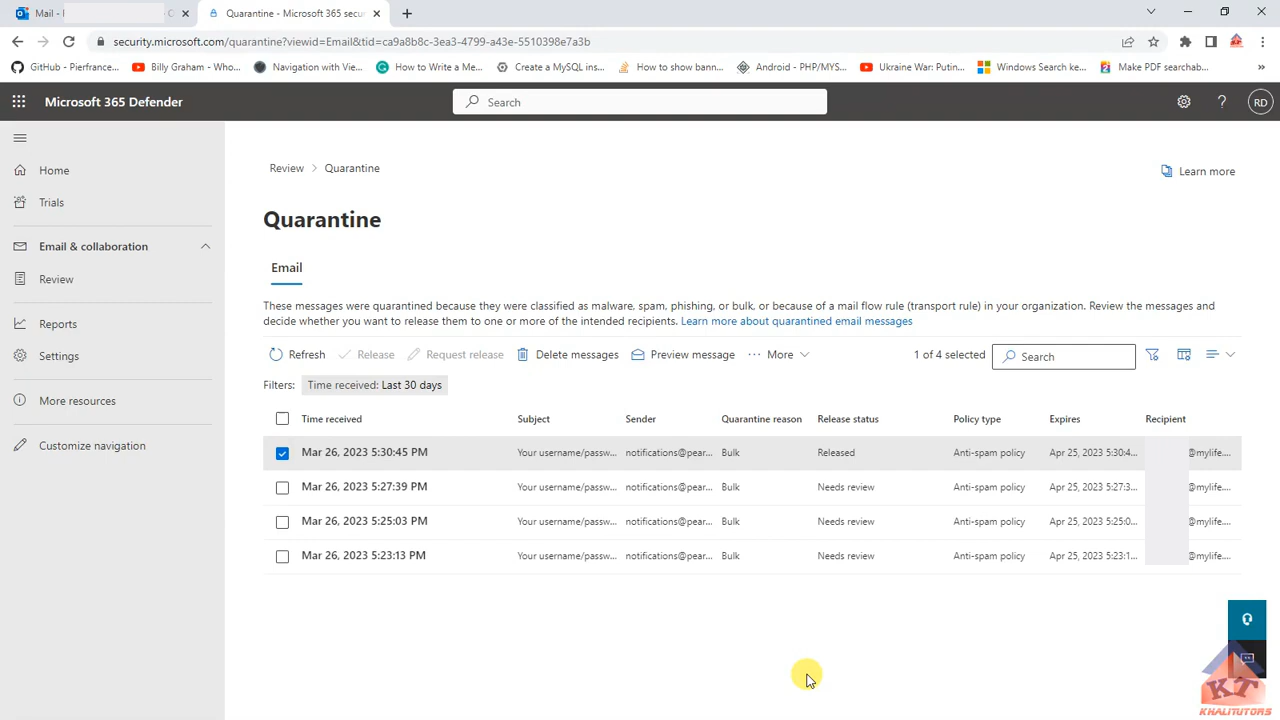 Mail -
Quarantine - Microsoft 365 secu
security.microsoft.com/quarantine?viewid=Email&tid=ca9a8b8c-3ea3-4799-a43e-5510398e7a3b
GitHub - Pierfrance... Billy Graham - Who... Navigation with Vie... How to Write a Me... Create a MySQL ins... How to show bann... Android - PHP/MYS... Ukraine War: Putin... Windows Search ke... Make PDF searchab... »
Microsoft 365 Defender
Search
? RD
Home
Trials
Email & collaboration
Review
Reports
Settings
More resources
Customize navigation
Review > Quarantine
Learn more
Quarantine
Email
These messages were quarantined because they were classified as malware, spam, phishing, or bulk, or because of a mail flow rule (transport rule) in your organization. Review the messages and
decide whether you want to release them to one or more of the intended recipients. Learn more about quarantined email messages
Refresh Release Request release Delete messages Preview message ... More 1 of 4 selected Search
Filters: Time received: Last 30 days
Time received Subject Sender Quarantine reason Release status Policy type Expires Recipient
Mar 26, 2023 5:30:45 PM Your username/passw... notifications@pear... Bulk Released Anti-spam policy Apr 25, 2023 5:30:4... @mylife....
Mar 26, 2023 5:27:39 PM Your username/passw... notifications@pear... Bulk Needs review Anti-spam policy Apr 25, 2023 5:27:3... @mylife....
Mar 26, 2023 5:25:03 PM Your username/passw... notifications@pear... Bulk Needs review Anti-spam policy Apr 25, 2023 5:25:0... @mylife....
Mar 26, 2023 5:23:13 PM Your username/passw... notifications@pear... Bulk Needs review Anti-spam policy Apr 25, 2023 5:23:1... @mylife....
KT
KHALITUTORS